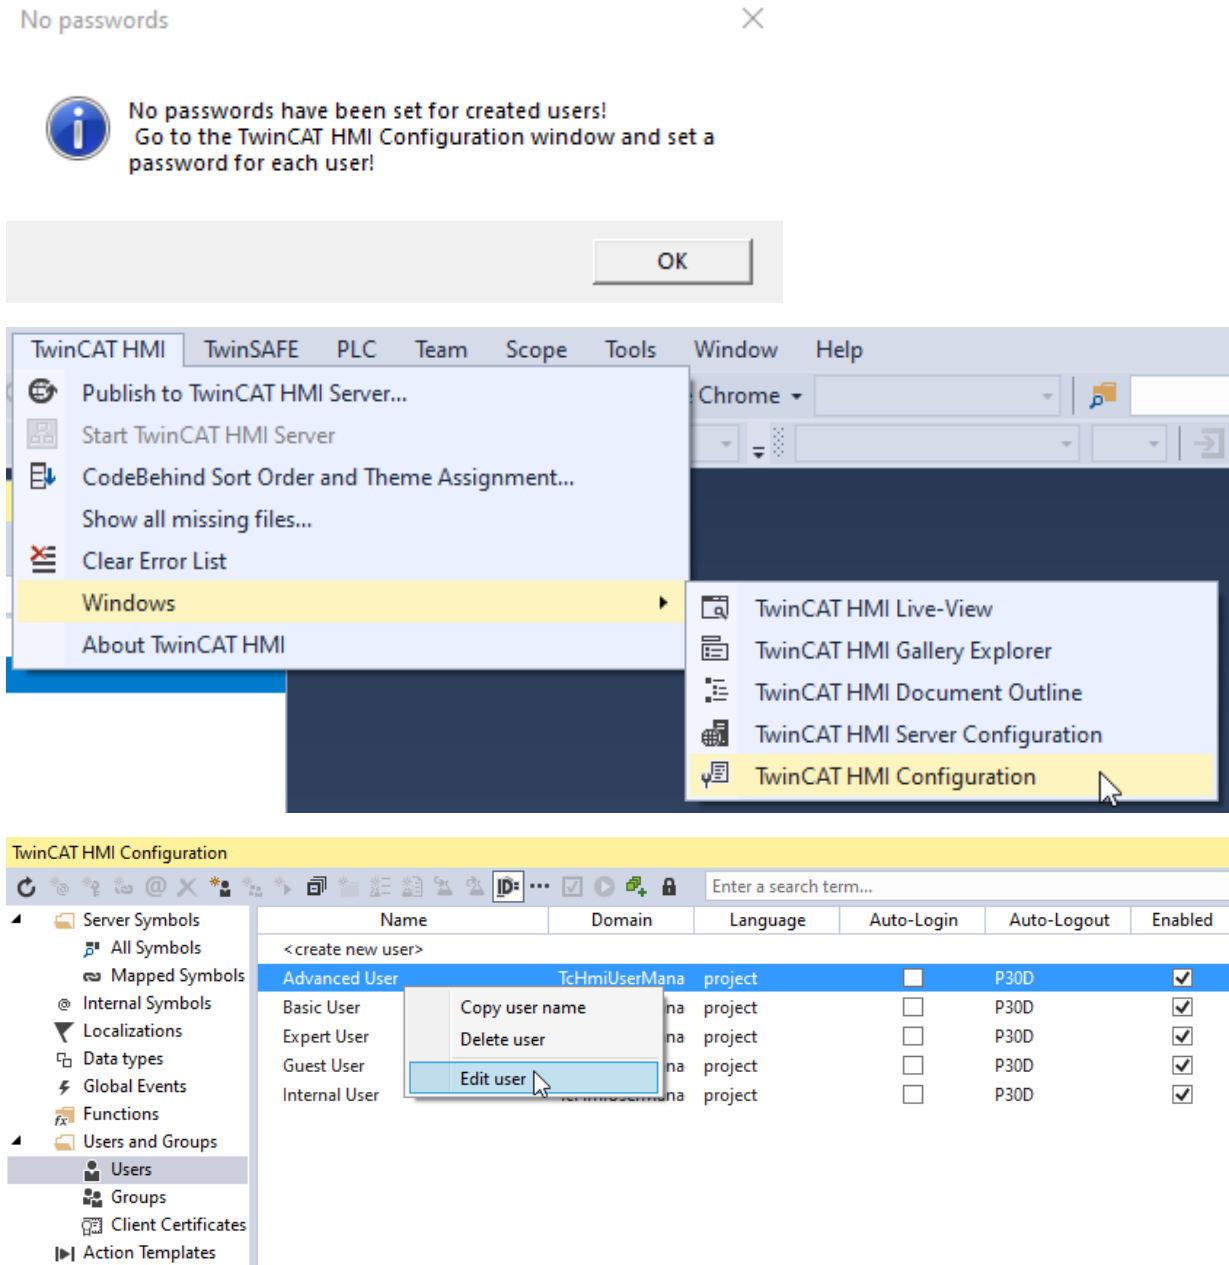 No passwords
No passwords have been set for created users!
Go to the TwinCAT HMI Configuration window and set a
password for each user!
OK
TwinCAT HMI TwinSAFE PLC Team Scope Tools Window Help
Publish to TwinCAT HMI Server...
Chrome
Start TwinCAT HMI Server
CodeBehind Sort Order and Theme Assignment...
Show all missing files...
Clear Error List
Windows
About TwinCAT HMI
TwinCAT HMI Live-View
TwinCAT HMI Gallery Explorer
TwinCAT HMI Document Outline
TwinCAT HMI Server Configuration
TwinCAT HMI Configuration
TwinCAT HMI Configuration
ID: Enter a search term...
Server Symbols
All Symbols
Mapped Symbols
Internal Symbols
Localizations
Data types
Global Events
Functions
Users and Groups
Users
Groups
Client Certificates
Action Templates
Name Domain Language Auto-Login Auto-Logout Enabled
<create new user>
Advanced User TcHmiUserMana project P30D
Basic User na project P30D
Expert User na project P30D
Guest User na project P30D
Internal User TcHmiUserMana project P30D
Copy user name
Delete user
Edit user